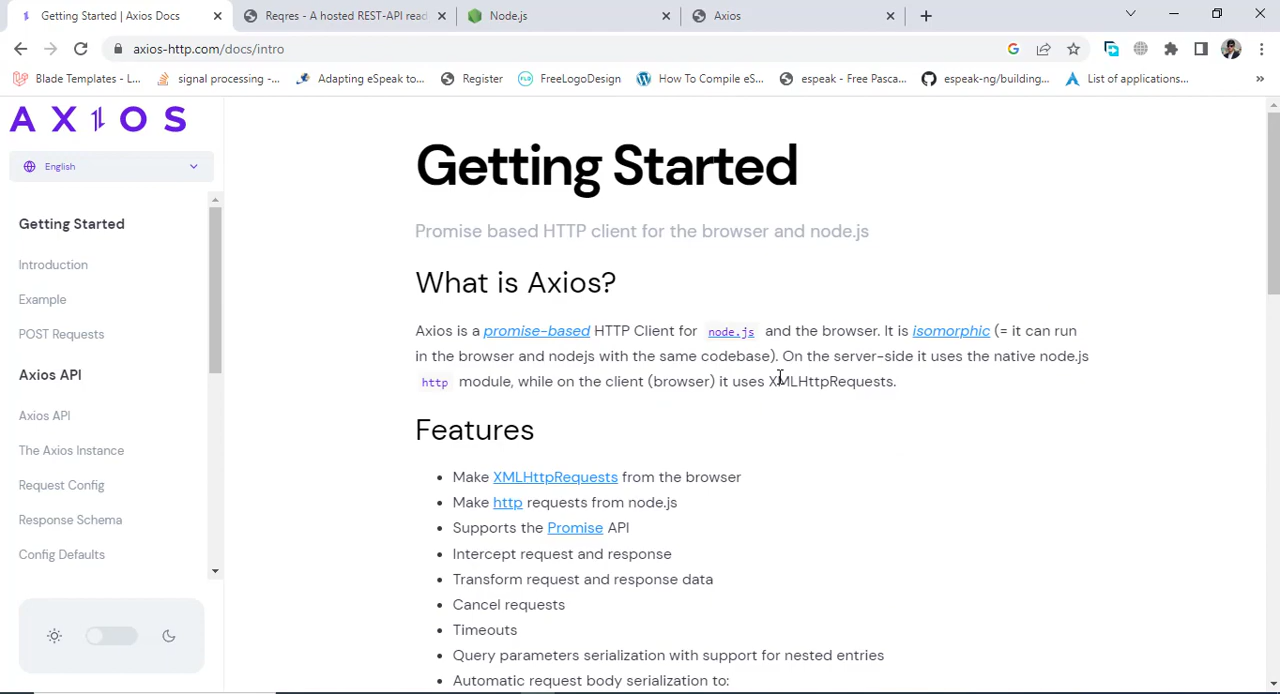 Getting Started | Axios Docs
Reqres - A hosted REST-API read
Node.js
Axios
axios-http.com/docs/intro
Blade Templates - L...
signal processing -...
Adapting eSpeak to...
Register
FreeLogoDesign
How To Compile eS...
espeak - Free Pasca...
espeak-ng/building...
List of applications...
AXIOS
English
Getting Started
Introduction
Example
POST Requests
Axios API
Axios API
The Axios Instance
Request Config
Response Schema
Config Defaults
Getting Started
Promise based HTTP client for the browser and node.js
What is Axios?
Axios is a promise-based HTTP Client for node.js and the browser. It is isomorphic (= it can run
in the browser and nodejs with the same codebase). On the server-side it uses the native node.js
http module, while on the client (browser) it uses XMLHttpRequests.
Features
Make XMLHttpRequests from the browser
Make http requests from node.js
Supports the Promise API
Intercept request and response
Transform request and response data
Cancel requests
Timeouts
Query parameters serialization with support for nested entries
Automatic request body serialization to: